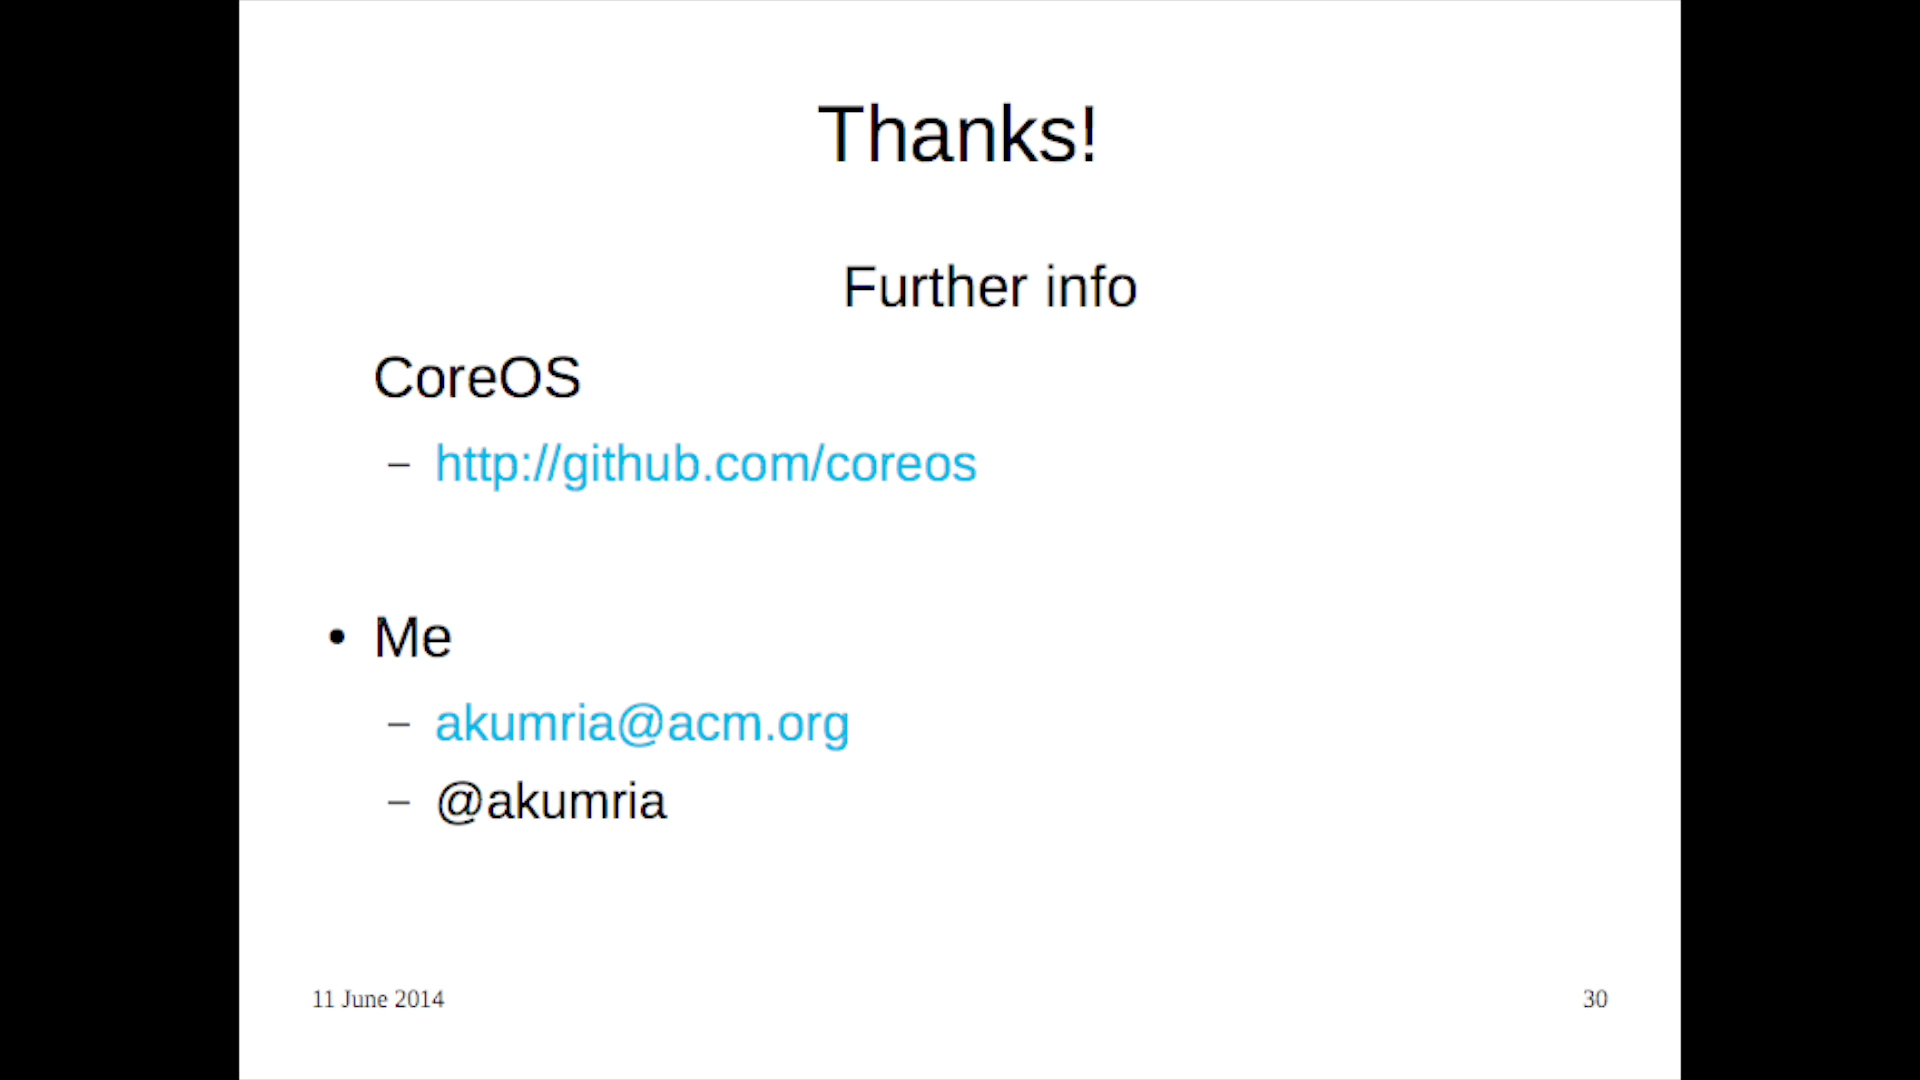 Thanks!
Further info
CoreOS
– http://github.com/coreos
• Me
– akumria@acm.org
– @akumria
11 June 2014
30